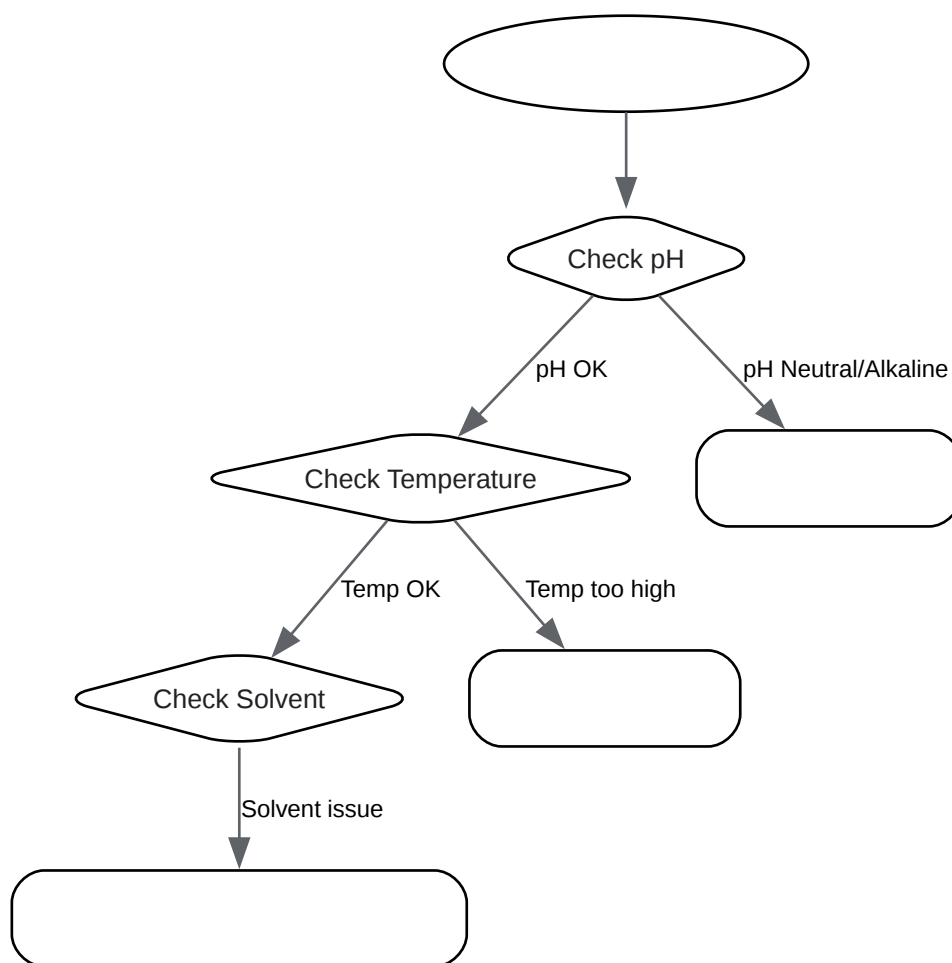 Check pH
pH OK
pH Neutral/Alkaline
Check Temperature
Temp OK
Temp too high
Check Solvent
Solvent issue